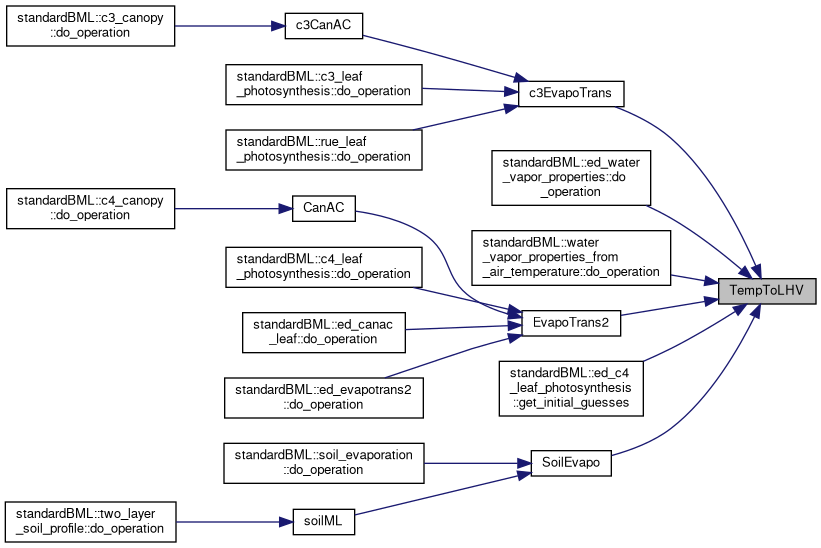 standardBML::c3_canopy
::do_operation
c3CanAC
standardBML::c3_leaf
_photosynthesis::do_operation
c3EvapoTrans
standardBML::rue_leaf
_photosynthesis::do_operation
standardBML::ed_water
_vapor_properties::do
_operation
standardBML::c4_canopy
::do_operation
CanAC
standardBML::water
_vapor_properties_from
_air_temperature::do_operation
standardBML::c4_leaf
_photosynthesis::do_operation
TempToLHV
standardBML::ed_canac
_leaf::do_operation
EvapoTrans2
standardBML::ed_evapotrans2
::do_operation
standardBML::ed_c4
_leaf_photosynthesis
::get_initial_guesses
standardBML::soil_evaporation
::do_operation
SoilEvapo
standardBML::two_layer
_soil_profile::do_operation
soilML